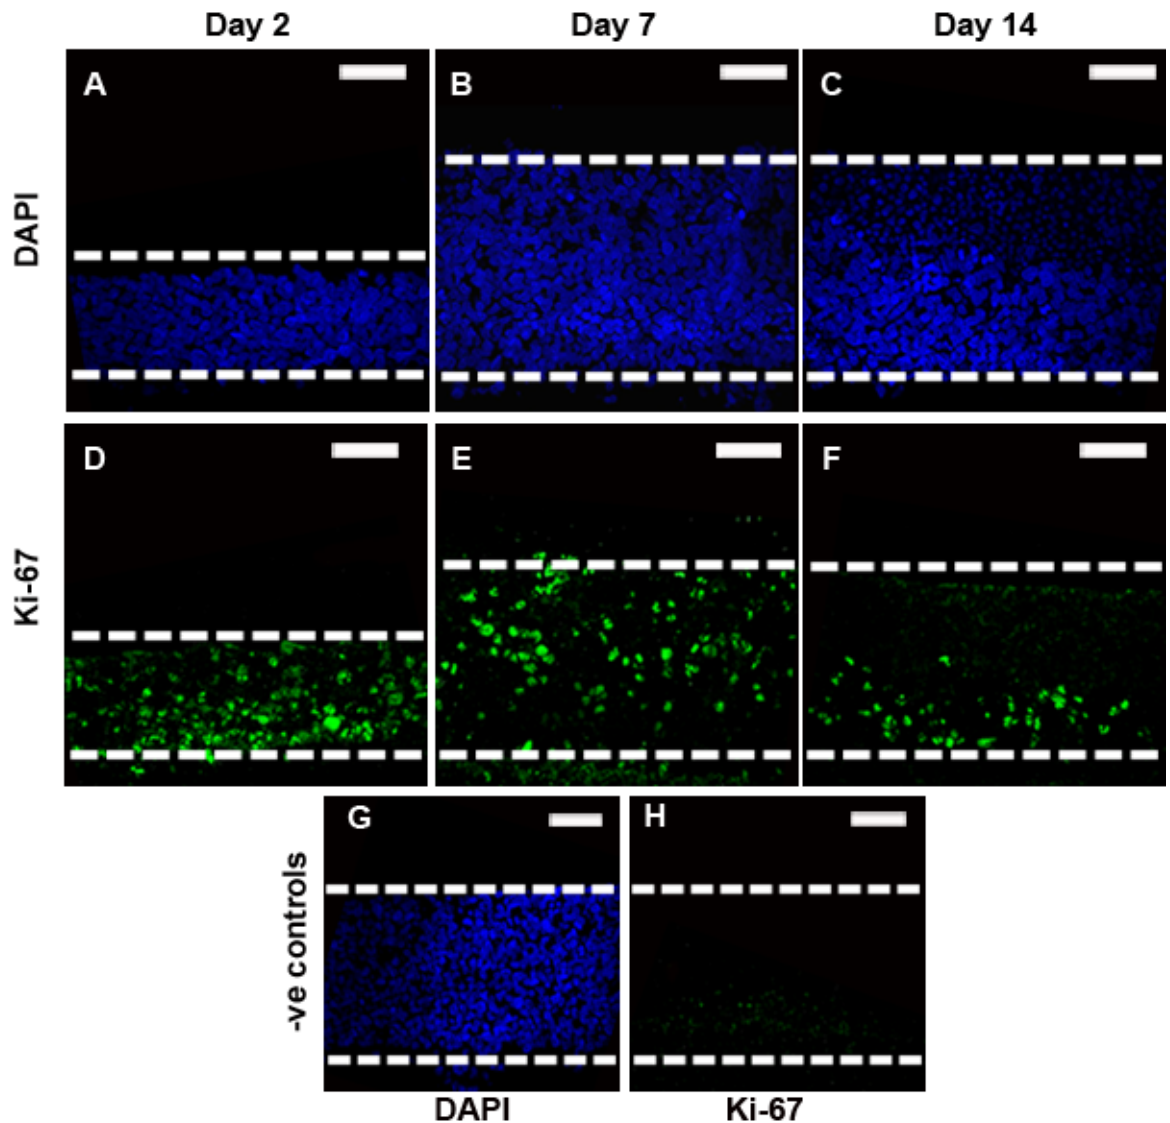 Day 2
Day 7
Day 14
DAPI
A
B
C
Ki-67
D
E
F
-ve controls
G
H
DAPI
Ki-67